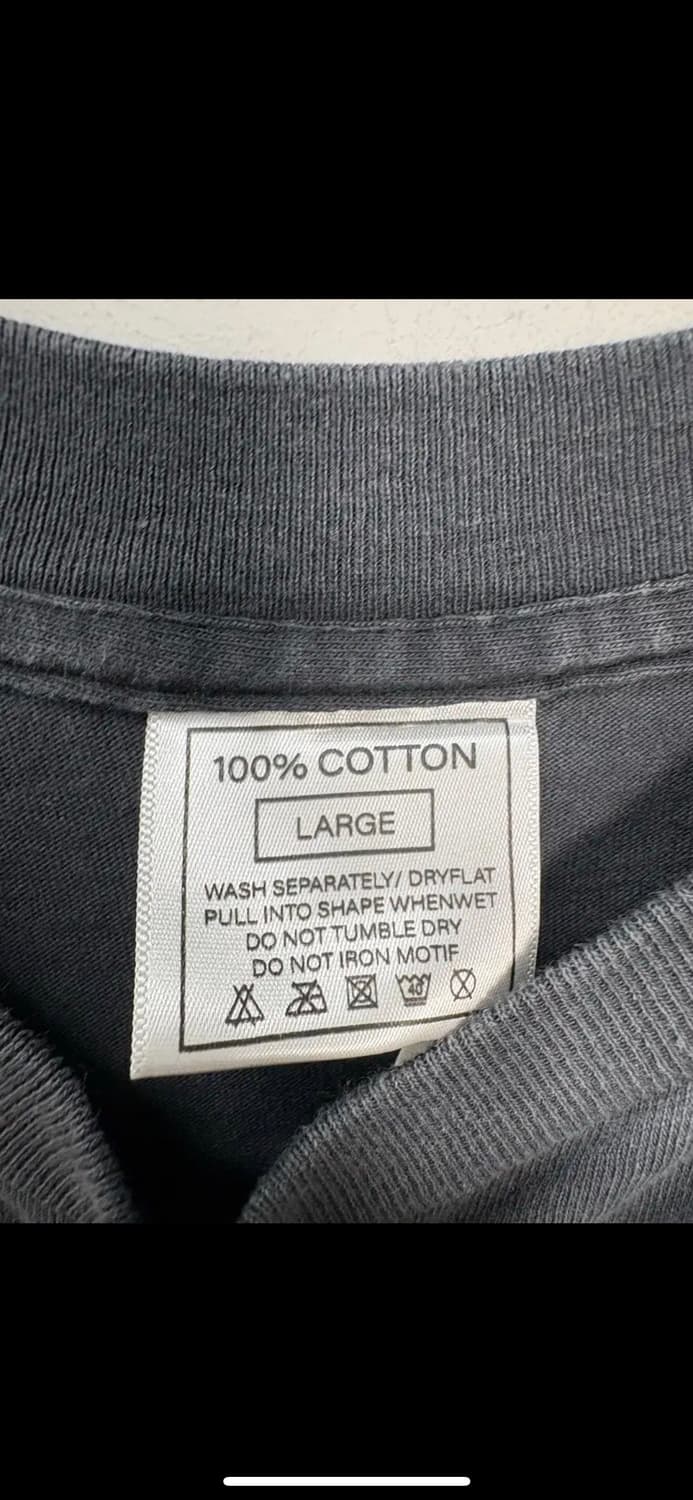 100% COTTON
LARGE
WASH SEPARATELY/ DRYFLAT
PULL INTO SHAPE WHENWET
DO NOT TUMBLE DRY
DO NOT IRON MOTIF
40